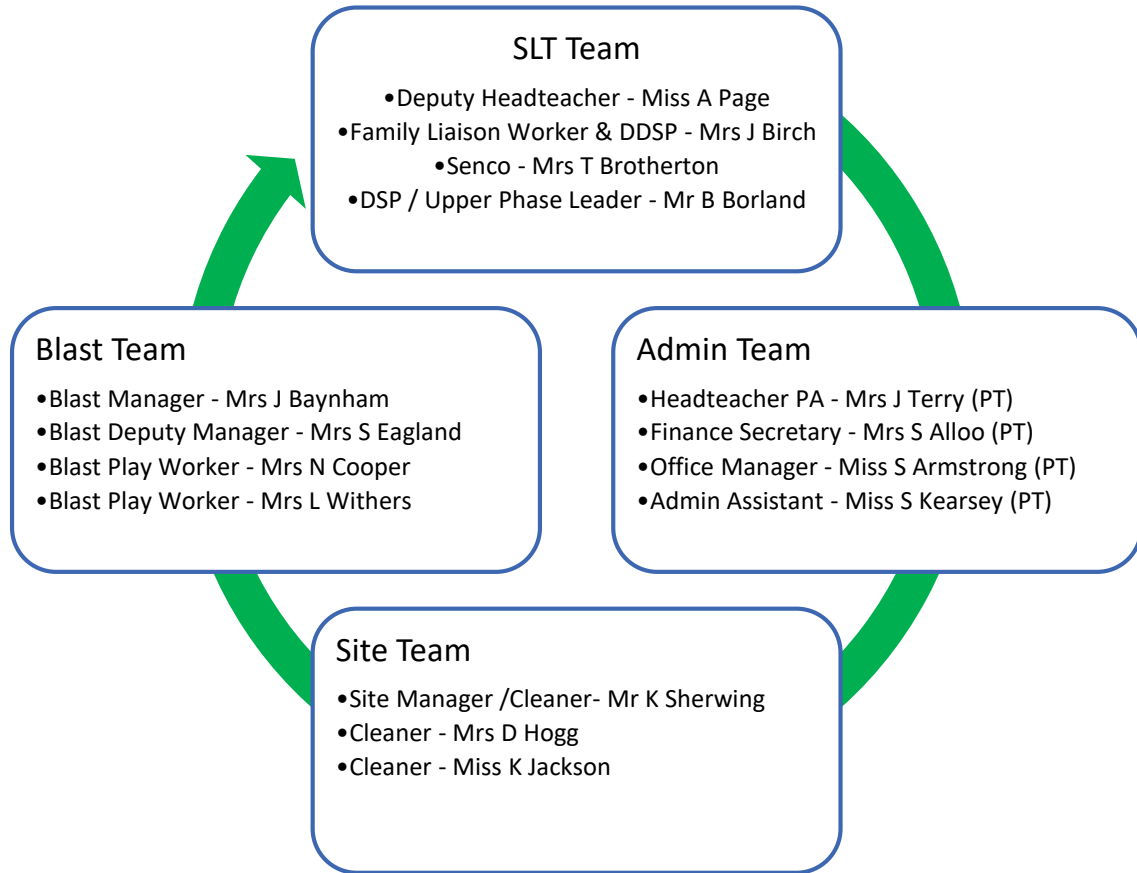 SLT Team
•Deputy Headteacher - Miss A Page
•Family Liaison Worker & DDSP - Mrs J Birch
•Senco - Mrs T Brotherton
•DSP / Upper Phase Leader - Mr B Borland
Blast Team
•Blast Manager - Mrs J Baynham
•Blast Deputy Manager - Mrs S Eagland
•Blast Play Worker - Mrs N Cooper
•Blast Play Worker - Mrs L Withers
Admin Team
•Headteacher PA - Mrs J Terry (PT)
•Finance Secretary - Mrs S Alloo (PT)
•Office Manager - Miss S Armstrong (PT)
•Admin Assistant - Miss S Kearsey (PT)
Site Team
•Site Manager /Cleaner- Mr K Sherwing
•Cleaner - Mrs D Hogg
•Cleaner - Miss K Jackson